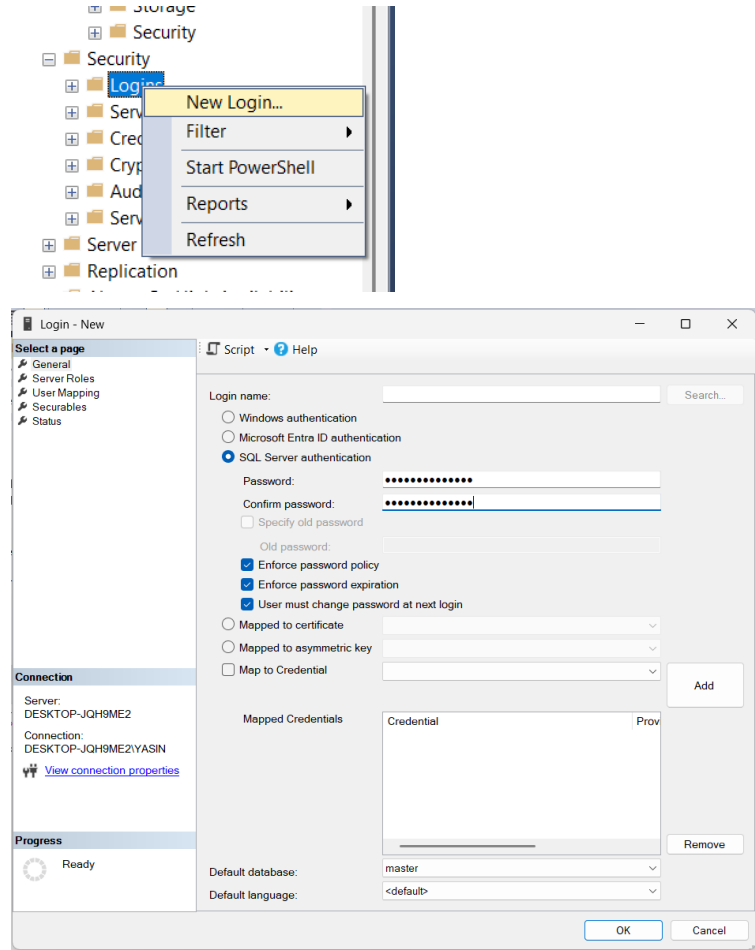 Storage
Security
Security
Logins
New Login...
Serv
Filter
Cred
Cryp
Start PowerShell
Aud
Reports
Serv
Server
Refresh
Replication
Login - New
Select a page
General
Server Roles
User Mapping
Securables
Status
Script
Help
Login name:
Search...
Windows authentication
Microsoft Entra ID authentication
SQL Server authentication
Password:
●●●●●●●●●●●●●●
Confirm password:
●●●●●●●●●●●●●●
Specify old password
Old password:
Enforce password policy
Enforce password expiration
User must change password at next login
Mapped to certificate
Mapped to asymmetric key
Map to Credential
Add
Mapped Credentials
Credential
Prov
Remove
Default database:
master
Default language:
<default>
Connection
Server:
DESKTOP-JQH9ME2
Connection:
DESKTOP-JQH9ME2\YASIN
View connection properties
Progress
Ready
OK
Cancel